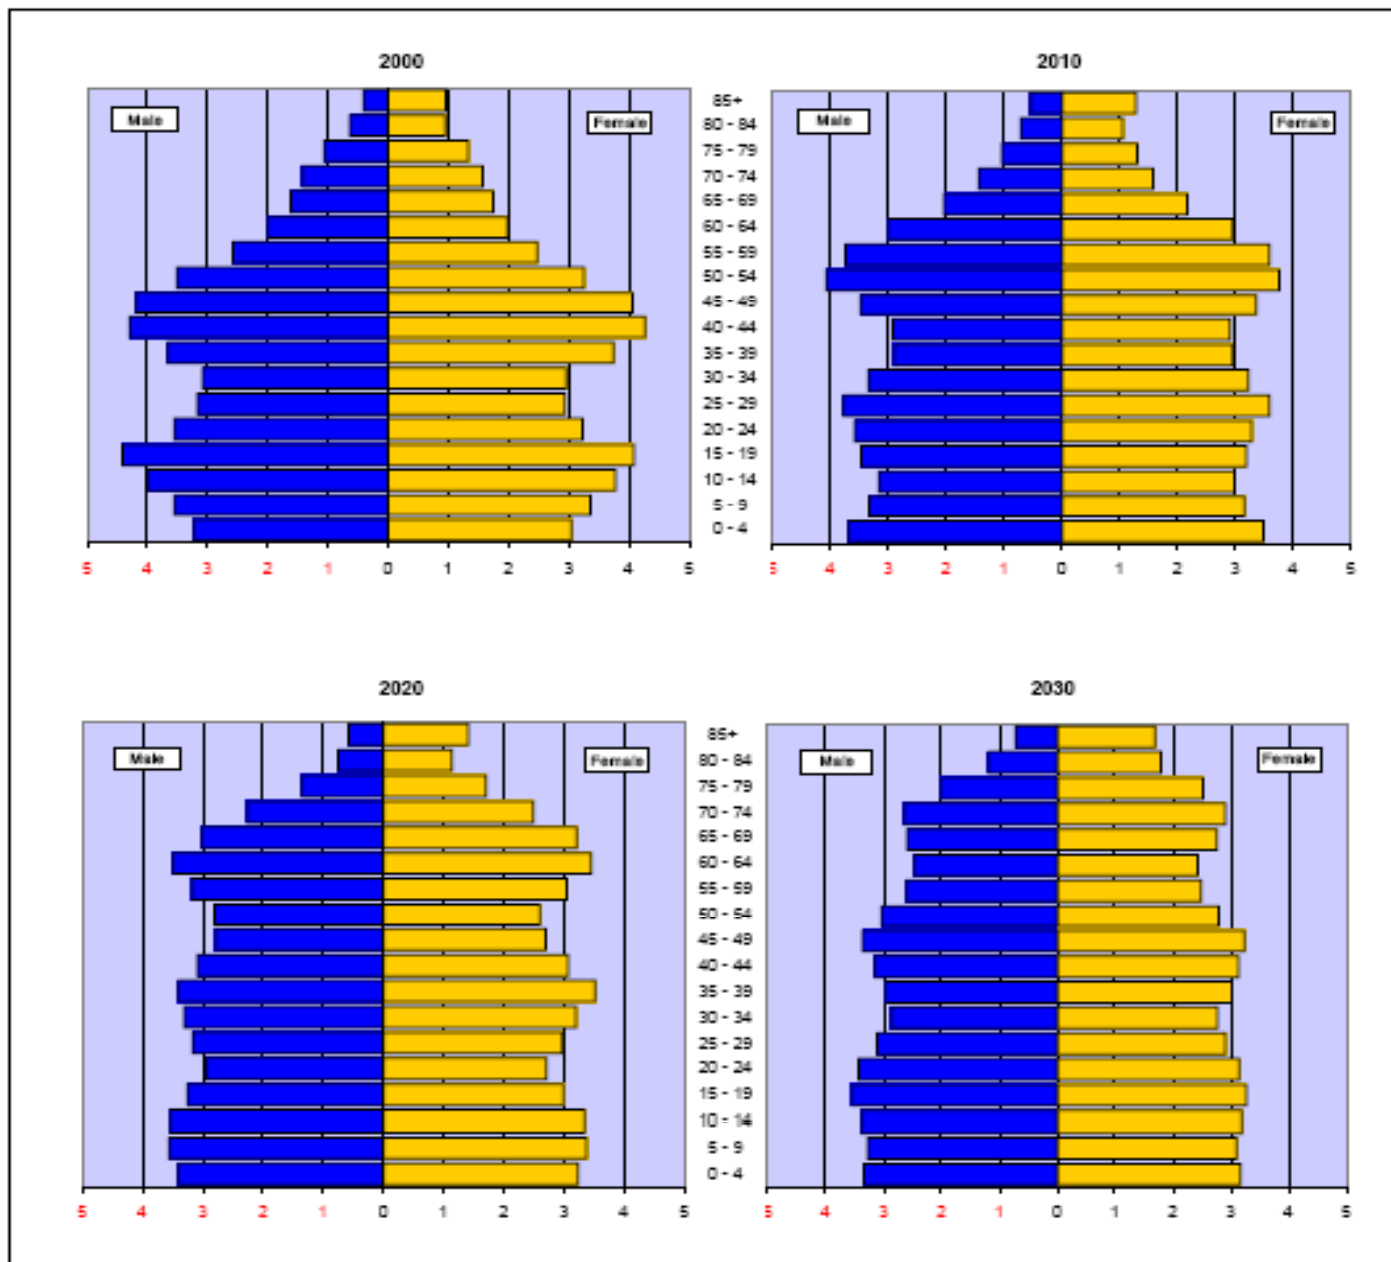 2000
2010
Male
Female
85+
80 - 84
75 - 79
70 - 74
65 - 69
60 - 64
55 - 59
50 - 54
45 - 49
40 - 44
35 - 39
30 - 34
25 - 29
20 - 24
15 - 19
10 - 14
5 - 9
0 - 4
Male
Female
5 4 3 2 1 0 1 2 3 4 5
5 4 3 2 1 0 1 2 3 4 5
2020
2030
Male
Female
85+
80 - 84
75 - 79
70 - 74
65 - 69
60 - 64
55 - 59
50 - 54
45 - 49
40 - 44
35 - 39
30 - 34
25 - 29
20 - 24
15 - 19
10 - 14
5 - 9
0 - 4
Male
Female
5 4 3 2 1 0 1 2 3 4 5
5 4 3 2 1 0 1 2 3 4 5